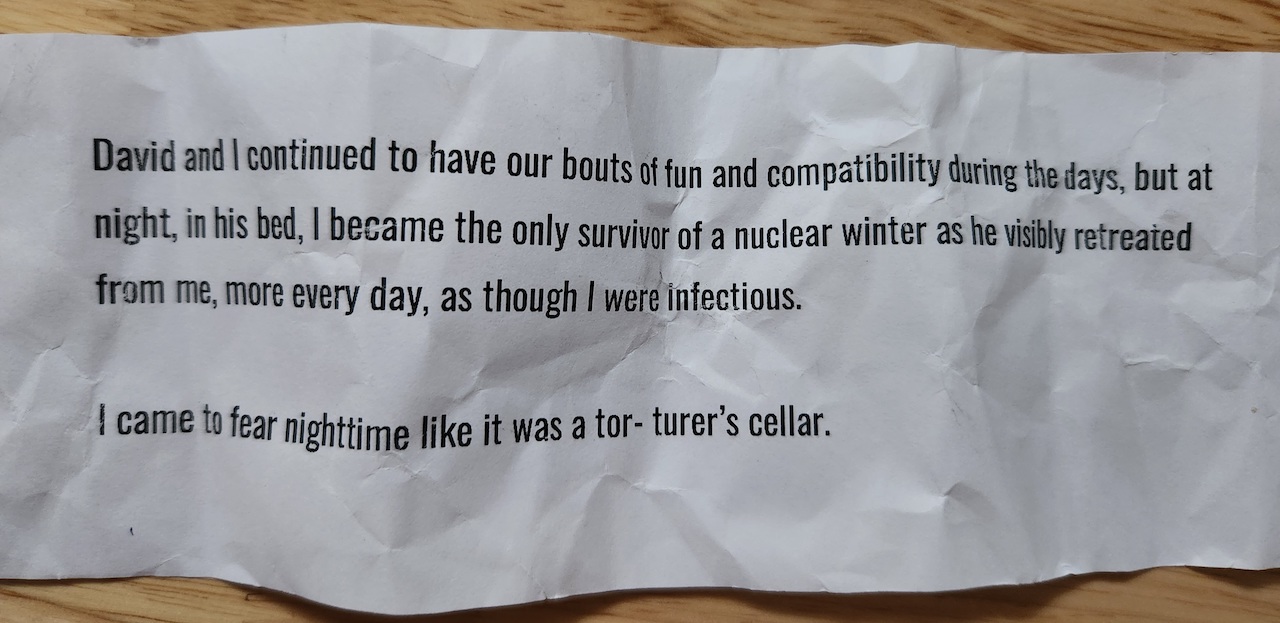 David and I continued to have our bouts of fun and compatibility during the days, but at
night, in his bed, I became the only survivor of a nuclear winter as he visibly retreated
from me, more every day, as though I were infectious.
I came to fear nighttime like it was a tor- turer’s cellar.